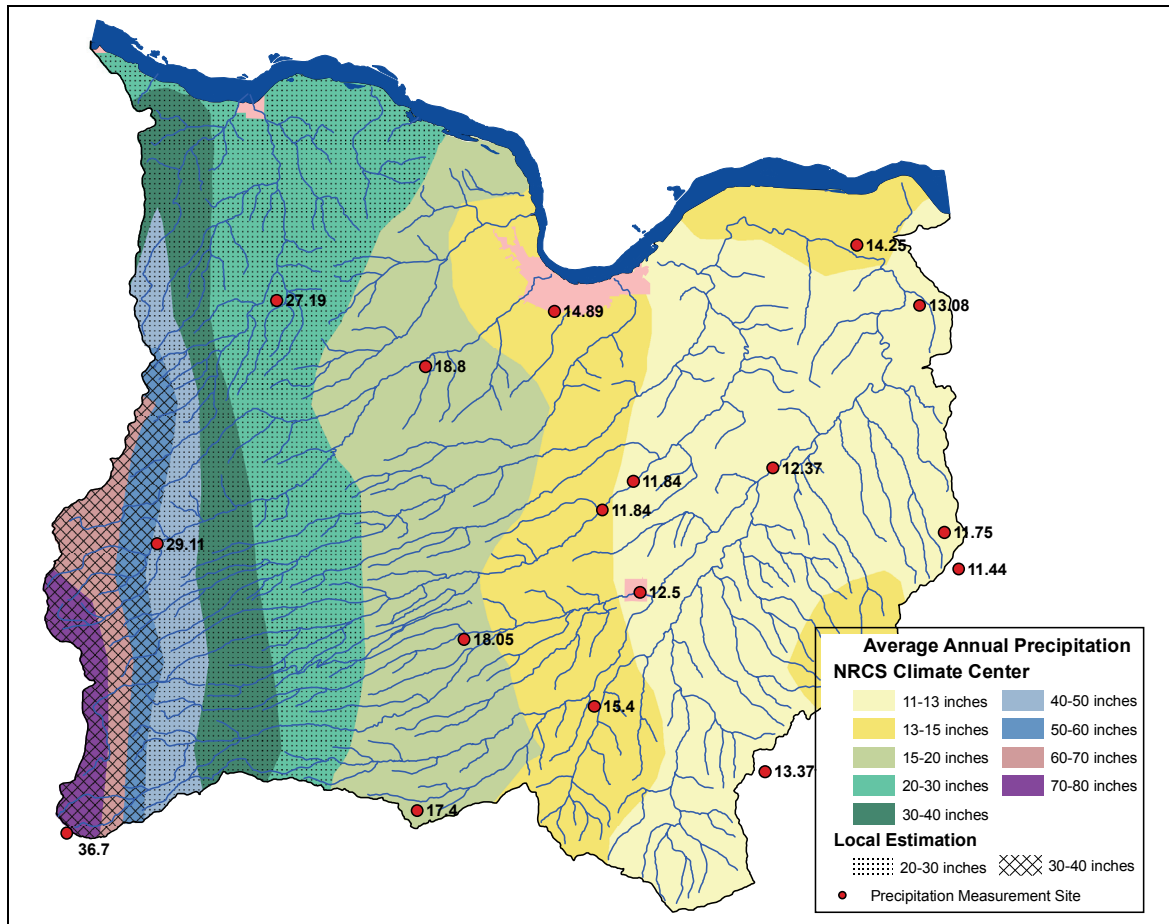 14.25
27.19
13.08
14.89
18.8
12.37
11.84
11.84
11.75
29.11
11.44
12.5
18.05
15.4
13.37
17.4
36.7
Average Annual Precipitation
NRCS Climate Center
11-13 inches
40-50 inches
13-15 inches
50-60 inches
15-20 inches
60-70 inches
20-30 inches
70-80 inches
30-40 inches
Local Estimation
20-30 inches
30-40 inches
Precipitation Measurement Site